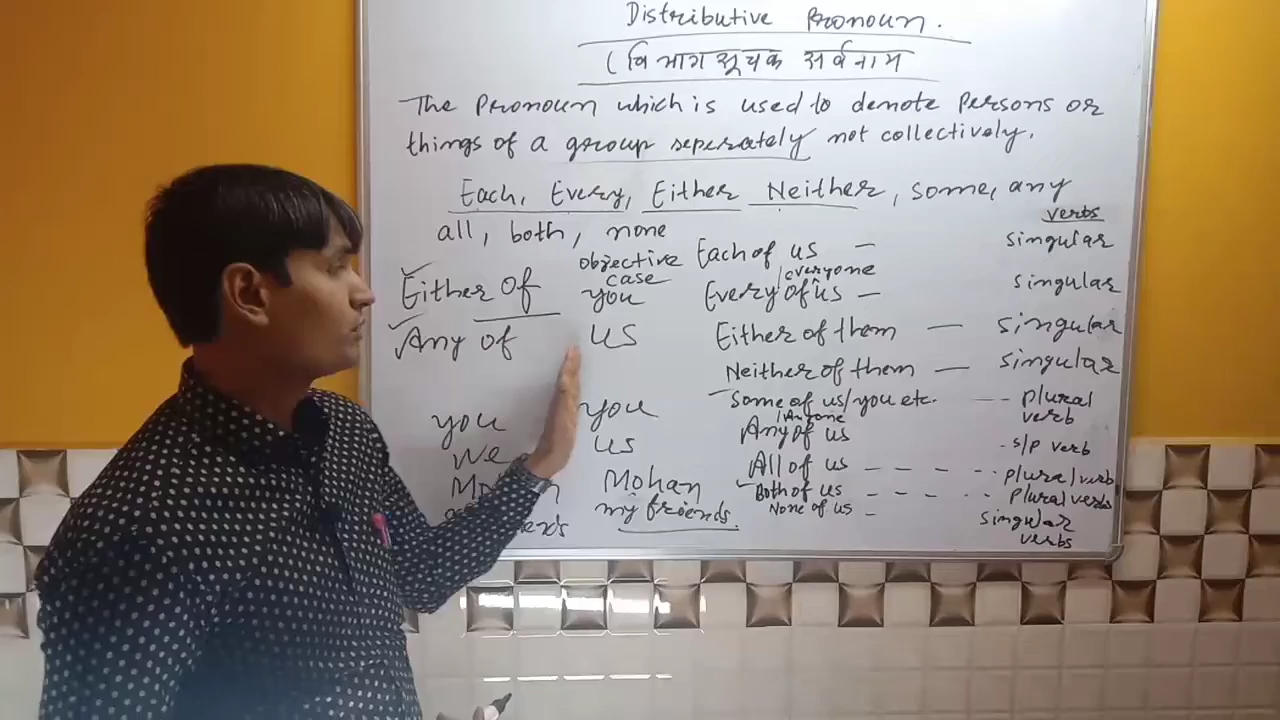 Distributive Pronoun.
( विभाग सूचक सर्वनाम
The Pronoun which is used to denote Persons or
things of a group seperately not collectively.
Each, Every, Either Neither, some, any
all, both, none
verbs
objective case
Each of us — singular
/everyone
Every of us — singular
Either of you
Any of us
Either of them — singular
Neither of them — singular
Some of us/you etc. --- plural verb
/Anyone
Any of us - s/p verb
All of us - - - - plural verb
Both of us - - - - plural verbs
None of us - singular verbs
you you
We us
Mohan
my friends.